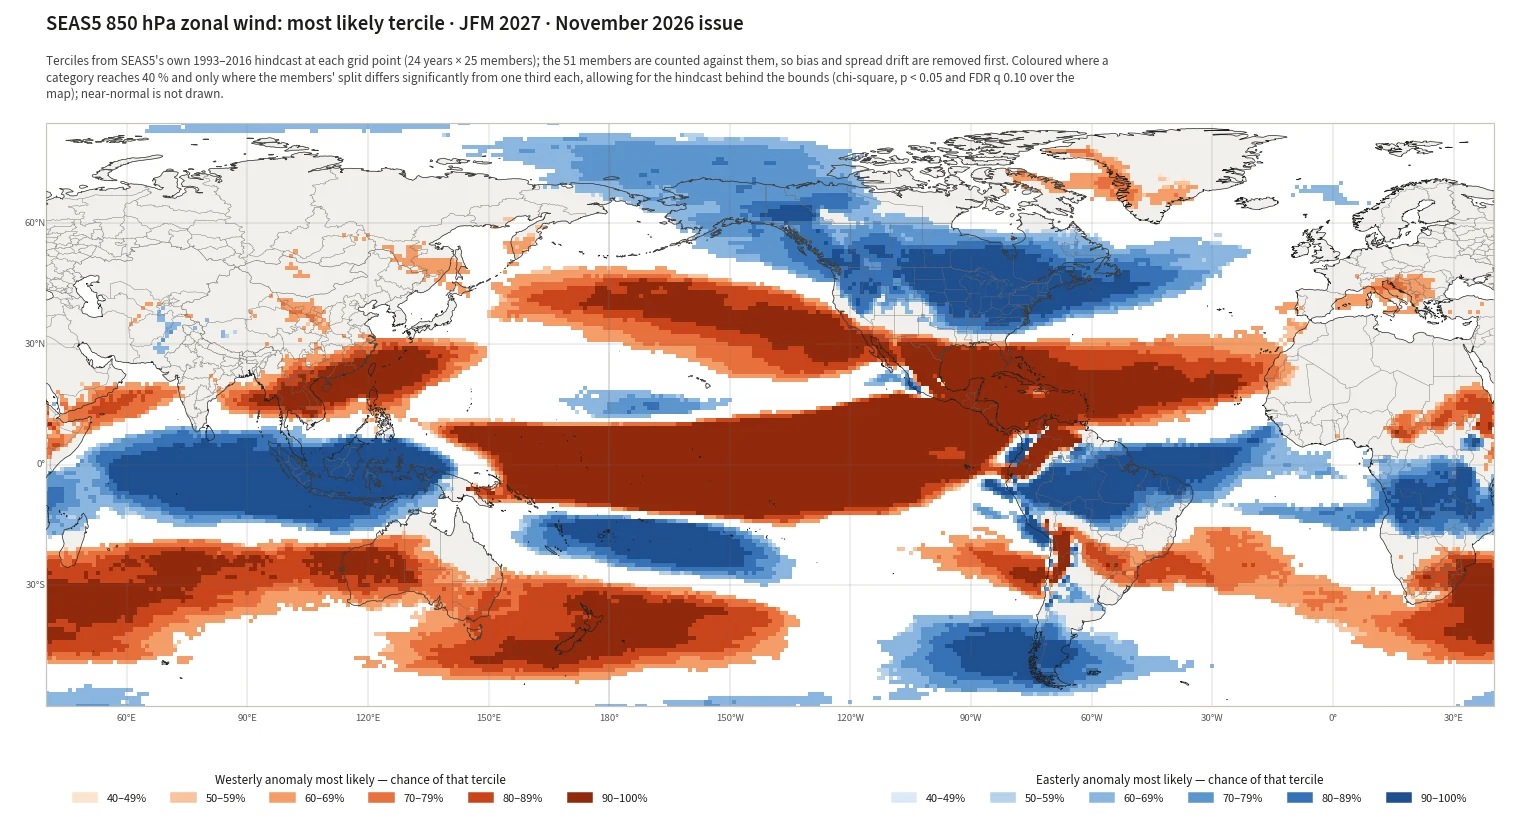 SEAS5 850 hPa zonal wind: most likely tercile · JFM 2027 · November 2026 issue
Terciles from SEAS5's own 1993–2016 hindcast at each grid point (24 years × 25 members); the 51 members are counted against them, so bias and spread drift are removed first. Coloured where a
category reaches 40 % and only where the members' split differs significantly from one third each, allowing for the hindcast behind the bounds (chi-square, p < 0.05 and FDR q 0.10 over the
map); near-normal is not drawn.
60°N
30°N
0°
30°S
60°E 90°E 120°E 150°E 180° 150°W 120°W 90°W 60°W 30°W 0° 30°E
Westerly anomaly most likely — chance of that tercile
40–49% 50–59% 60–69% 70–79% 80–89% 90–100%
Easterly anomaly most likely — chance of that tercile
40–49% 50–59% 60–69% 70–79% 80–89% 90–100%